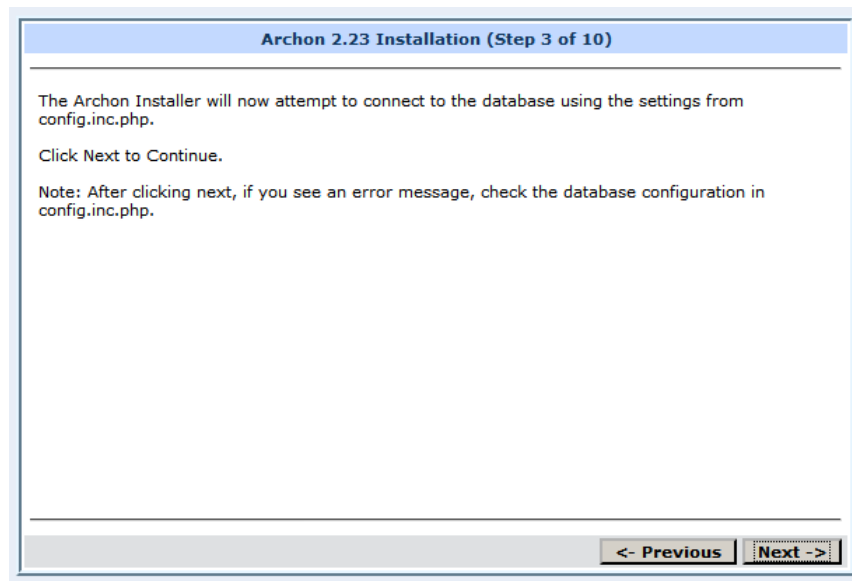 Archon 2.23 Installation (Step 3 of 10)
The Archon Installer will now attempt to connect to the database using the settings from
config.inc.php.
Click Next to Continue.
Note: After clicking next, if you see an error message, check the database configuration in
config.inc.php.
<- Previous Next ->